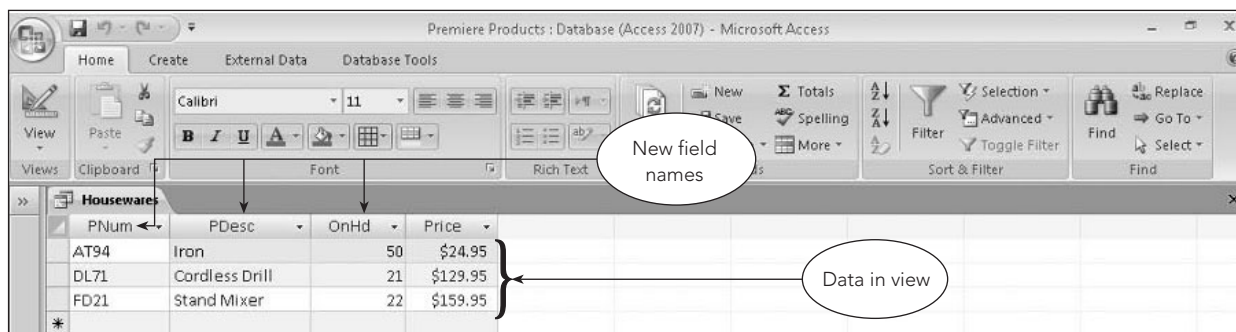 Premiere Products : Database (Access 2007) - Microsoft Access
Home Create External Data Database Tools
Calibri 11 New Σ Totals Selection Replace
View Paste Save Spelling Filter Advanced Find Go To
B I U A More Toggle Filter Select
Views Clipboard Font Rich Text Sort & Filter Find
New field
names
Housewares
PNum PDesc OnHd Price
AT94 Iron 50 $24.95
DL71 Cordless Drill 21 $129.95
FD21 Stand Mixer 22 $159.95
Data in view